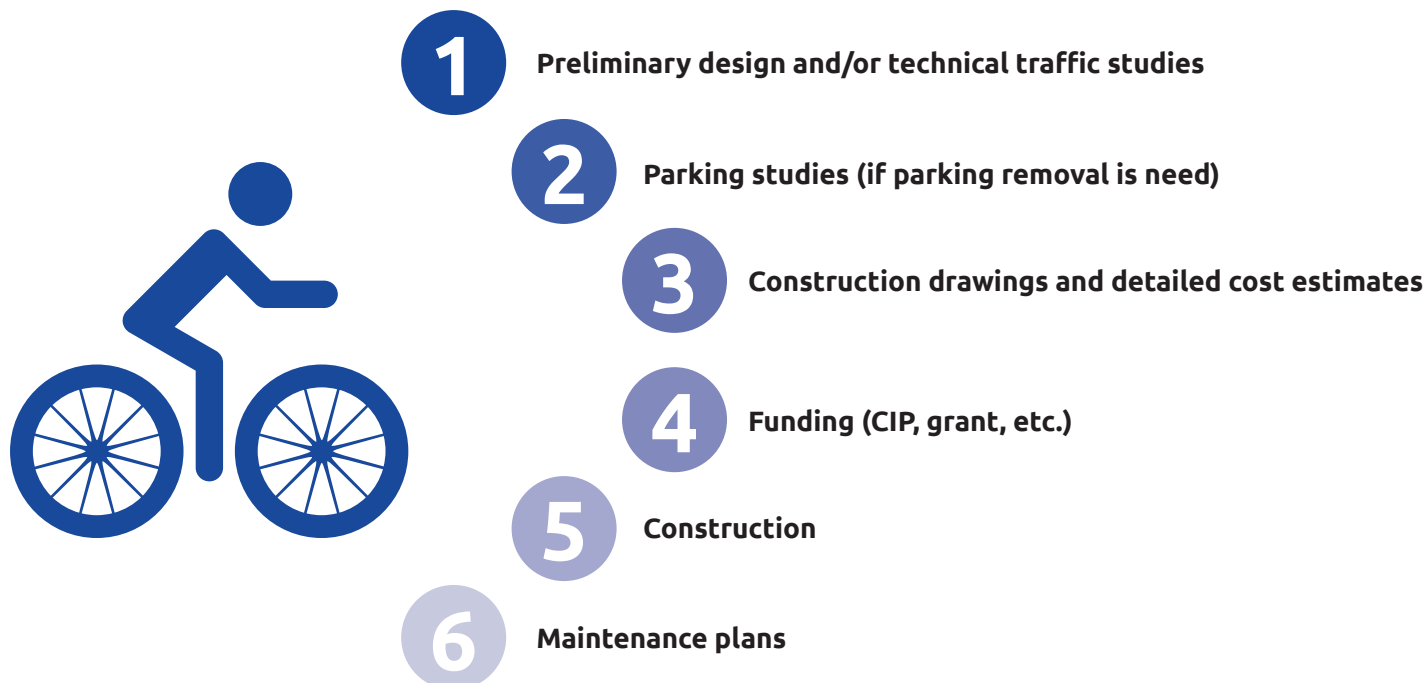 1 Preliminary design and/or technical traffic studies
2 Parking studies (if parking removal is need)
3 Construction drawings and detailed cost estimates
4 Funding (CIP, grant, etc.)
5 Construction
6 Maintenance plans